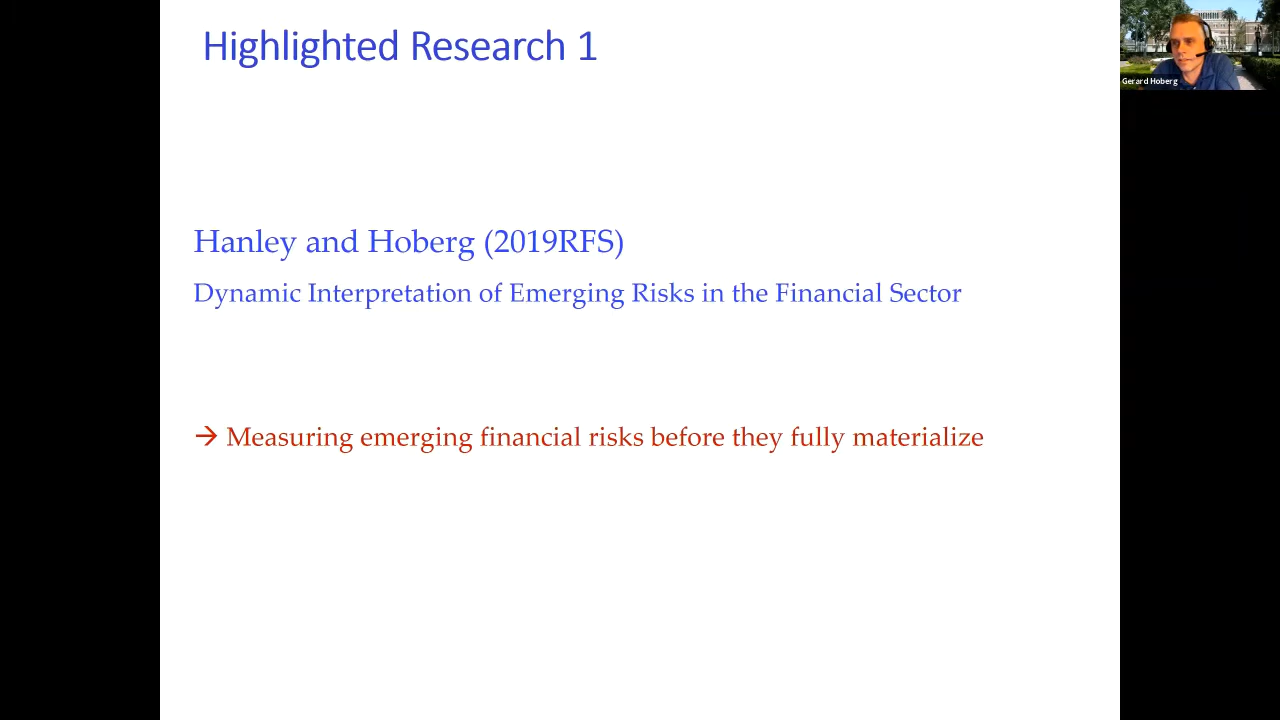 Highlighted Research 1
Gerard Hoberg
Hanley and Hoberg (2019RFS)
Dynamic Interpretation of Emerging Risks in the Financial Sector
→ Measuring emerging financial risks before they fully materialize